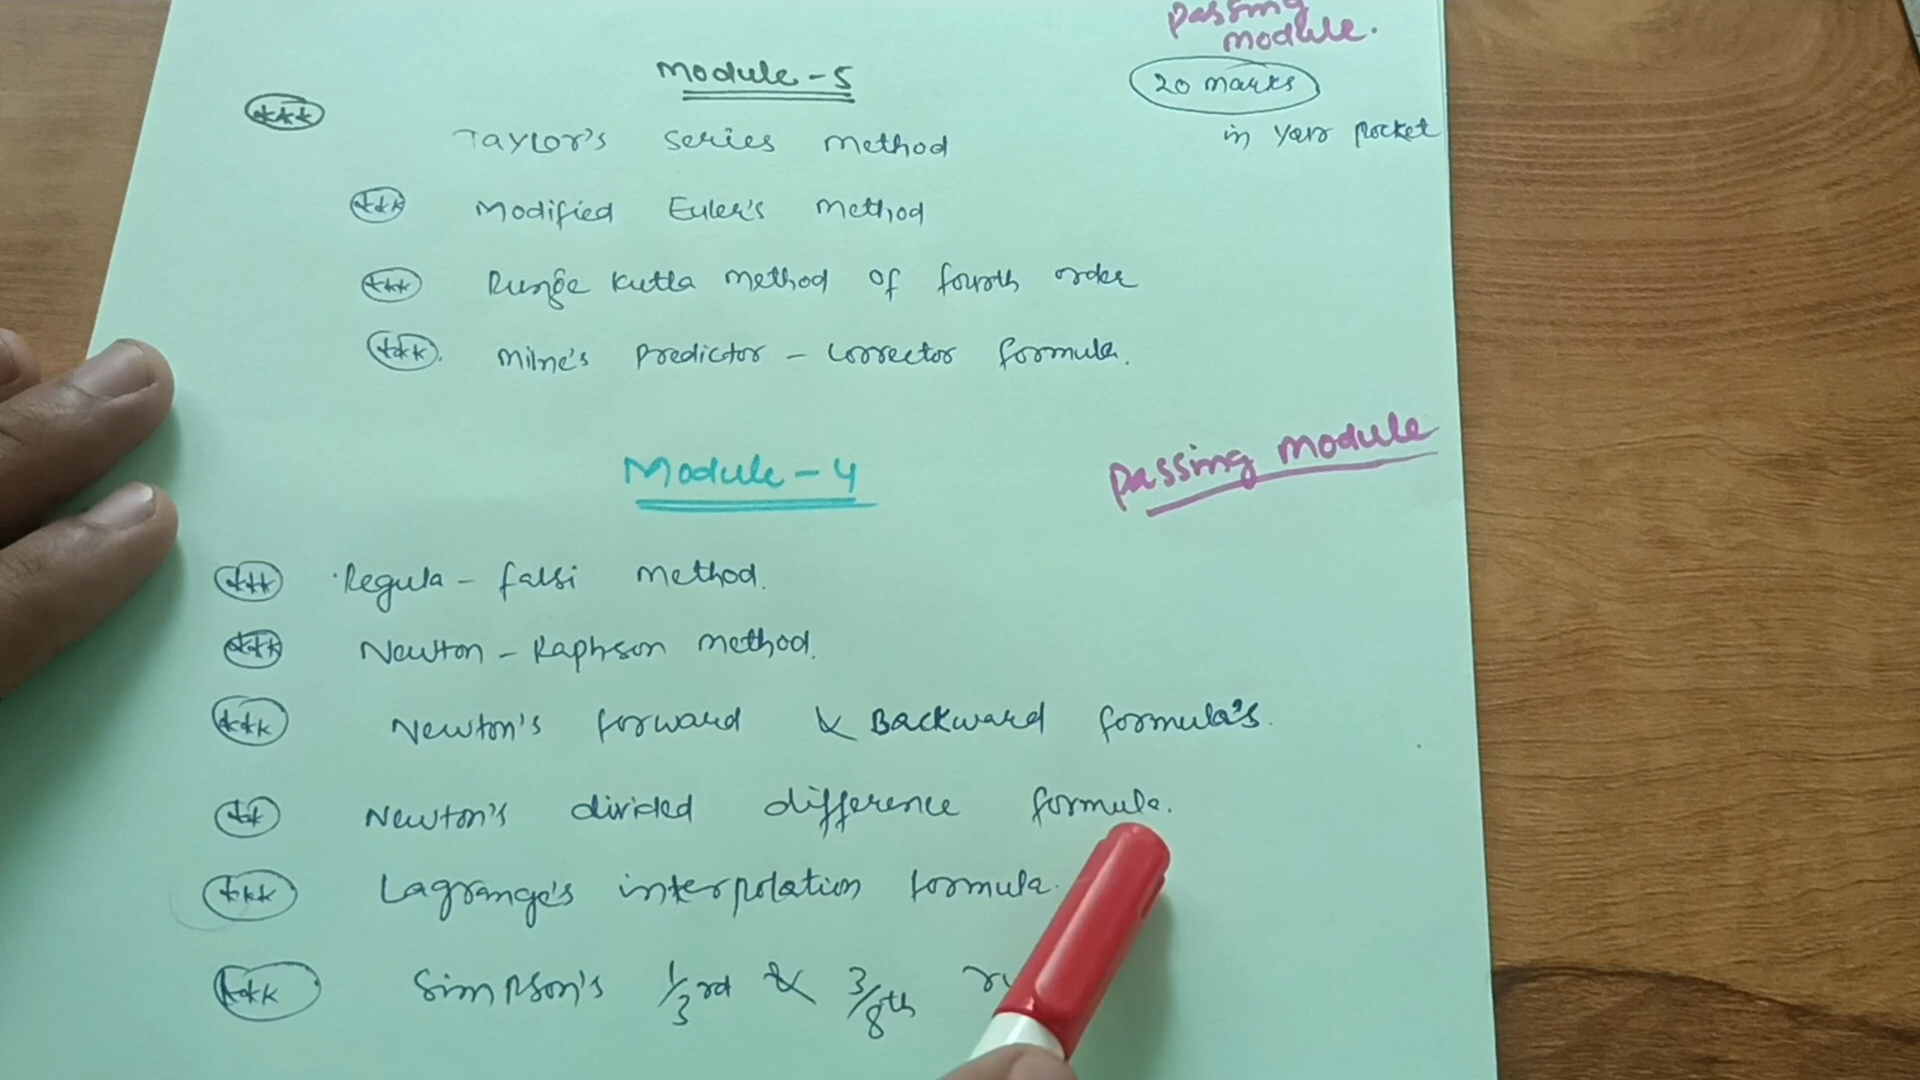 Passing
module.
Module-5
20 marks
in your pocket
*** Taylor's series method
*** Modified Euler's method
*** Runge Kutta method of fourth order
*** Milne's predictor - corrector formula.
Module-4
Passing module
*** Regula-falsi method.
*** Newton-Raphson method.
*** Newton's forward & Backward formula's.
** Newton's divided difference formula.
*** Lagrange's interpolation formula.
*** Simpson's 1/3rd & 3/8th